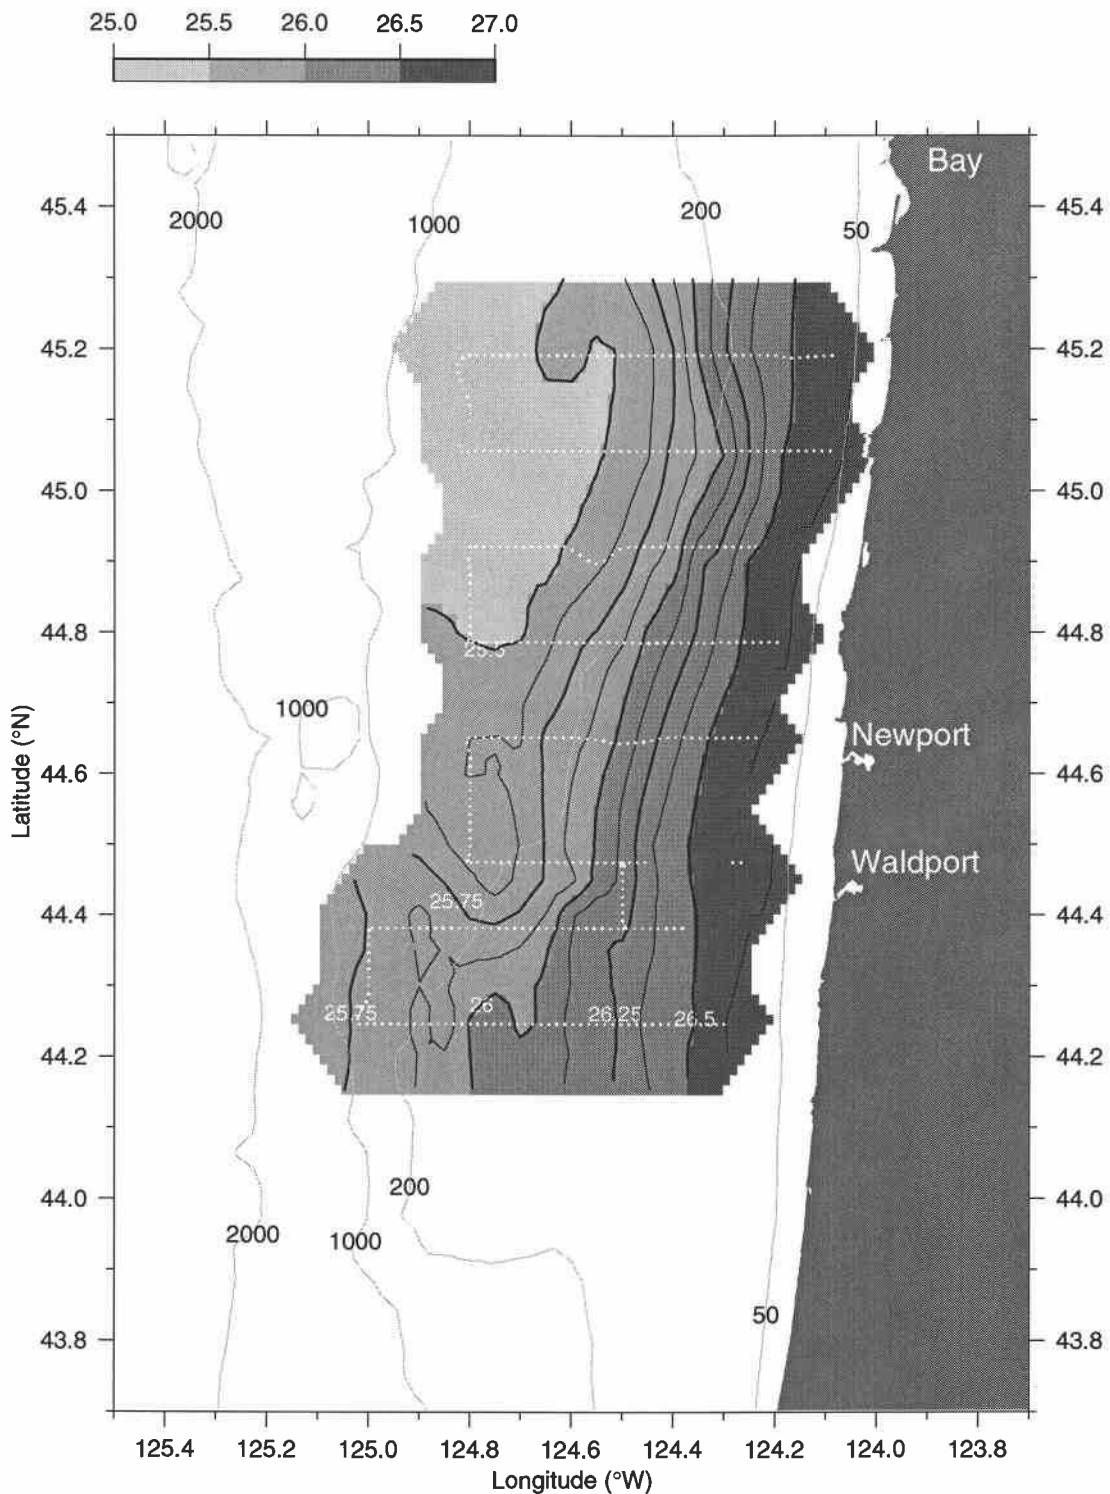 25.0 25.5 26.0 26.5 27.0
Bay
45.4 2000 1000 200 50 45.4
45.2 45.2
45.0 45.0
44.8 44.8
25.5
1000 Newport
44.6 44.6
Waldport
44.4 25.75 44.4
25.75 26 26.25 26.5
44.2 44.2
200
44.0 44.0
2000 1000
50
43.8 43.8
125.4 125.2 125.0 124.8 124.6 124.4 124.2 124.0 123.8
Longitude (°W)
Latitude (°N)